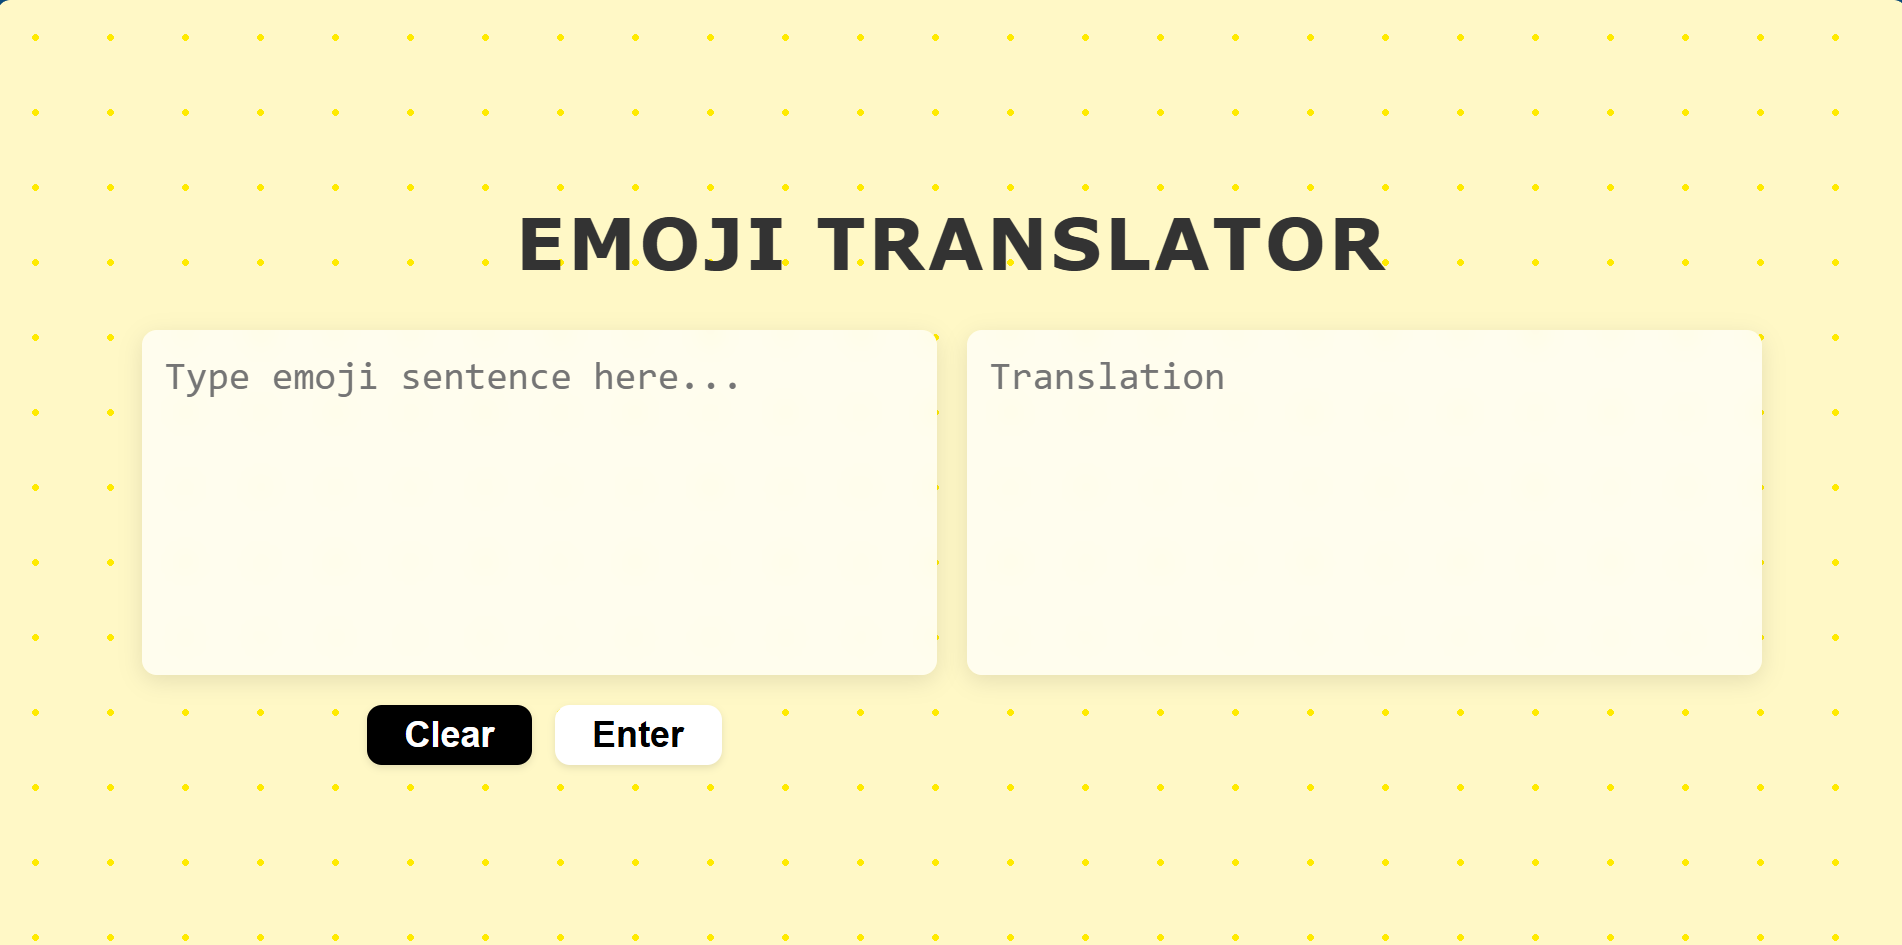 EMOJI TRANSLATOR
Type emoji sentence here...
Translation
Clear
Enter